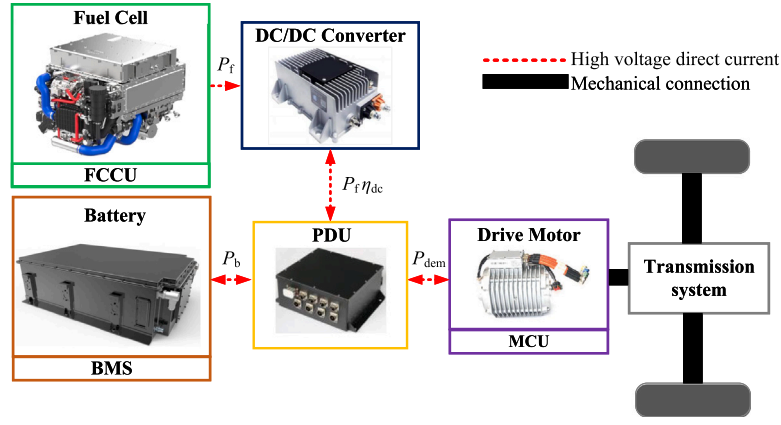 Fuel Cell
FCCU
P_f
DC/DC Converter
High voltage direct current
Mechanical connection
P_f η_dc
Battery
BMS
P_b
PDU
P_dem
Drive Motor
MCU
Transmission
system